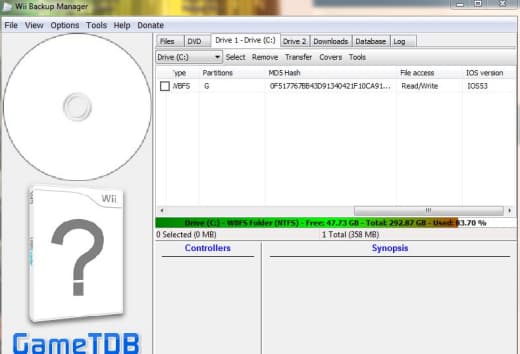 Wii Backup Manager
File View Options Tools Help Donate
Files DVD Drive 1 - Drive (C:) Drive 2 Downloads Database Log
Drive (C:) Select Remove Transfer Covers Tools
Type Partitions MD5 Hash File access IOS version
WBFS G 0F517767BB43D91340421F10CA91... Read/Write IOS53
Drive (C:) - WBFS Folder (NTFS) - Free: 47.73 GB - Total: 292.87 GB - Used: 83.70 %
0 Selected (0 MB) 1 Total (358 MB)
Controllers Synopsis
Wii
?
GameTDB